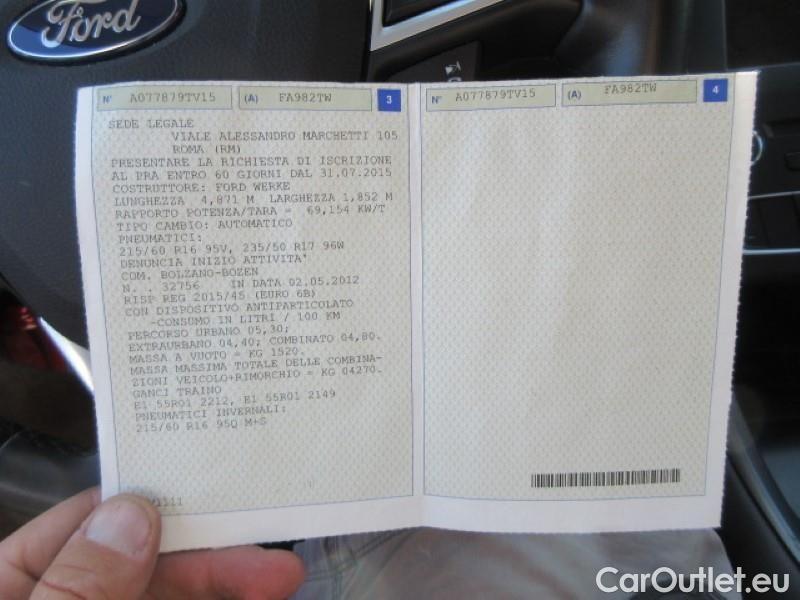 Ford
N° A077879TV15 (A) FA982TW 3
SEDE LEGALE
VIALE ALESSANDRO MARCHETTI 105
ROMA (RM)
PRESENTARE LA RICHIESTA DI ISCRIZIONE
AL PRA ENTRO 60 GIORNI DAL 31.07.2015
COSTRUTTORE: FORD WERKE
LUNGHEZZA 4,871 M LARGHEZZA 1,852 M
RAPPORTO POTENZA/TARA = 69,154 KW/T
TIPO CAMBIO: AUTOMATICO
PNEUMATICI:
215/60 R16 95V, 235/50 R17 96W
DENUNCIA INIZIO ATTIVITA'
COM. BOLZANO-BOZEN
N. . 32756 IN DATA 02.05.2012
RISP REG 2015/45 (EURO 6B)
CON DISPOSITIVO ANTIPARTICOLATO
-CONSUMO IN LITRI / 100 KM
PERCORSO URBANO 05,30;
EXTRAURBANO 04,40; COMBINATO 04,80.
MASSA A VUOTO = KG 1520.
MASSA MASSIMA TOTALE DELLE COMBINA-
ZIONI VEICOLO+RIMORCHIO = KG 04270.
GANCI TRAINO
E1 55R01 2212, E1 55R01 2149
PNEUMATICI INVERNALI:
215/60 R16 95Q M+S
N° A077879TV15 (A) FA982TW 4
CarOutlet.eu